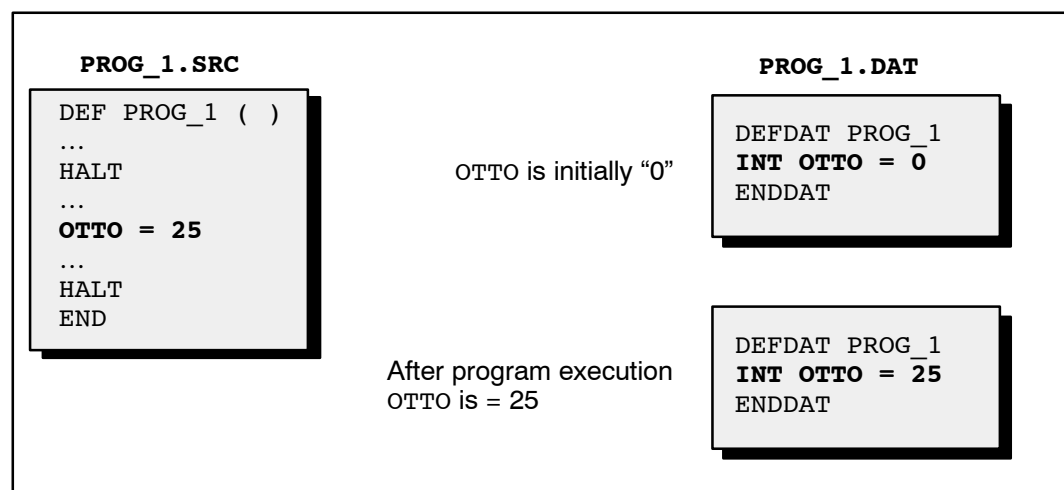 PROG_1.SRC
DEF PROG_1 ( )
...
HALT
...
OTTO = 25
...
HALT
END
PROG_1.DAT
OTTO is initially “0”
DEFDAT PROG_1
INT OTTO = 0
ENDDAT
After program execution
OTTO is = 25
DEFDAT PROG_1
INT OTTO = 25
ENDDAT